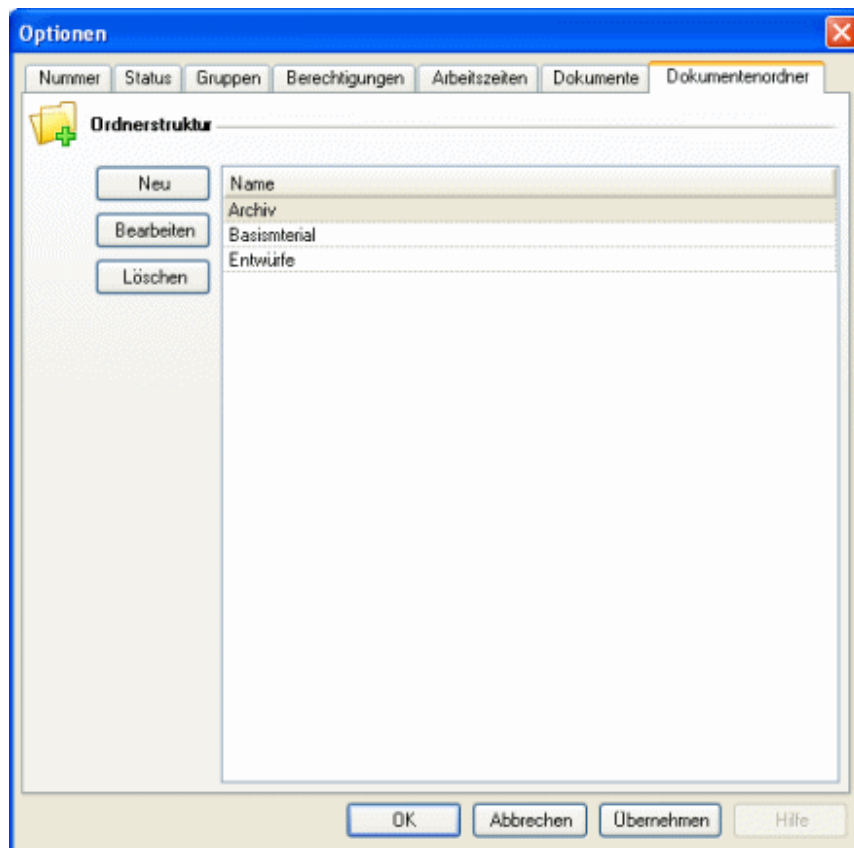 Optionen
Nummer Status Gruppen Berechtigungen Arbeitszeiten Dokumente Dokumentenordner
Ordnerstruktur
Neu
Bearbeiten
Löschen
Name
Archiv
Basismterial
Entwürfe
OK Abbrechen Übernehmen Hilfe